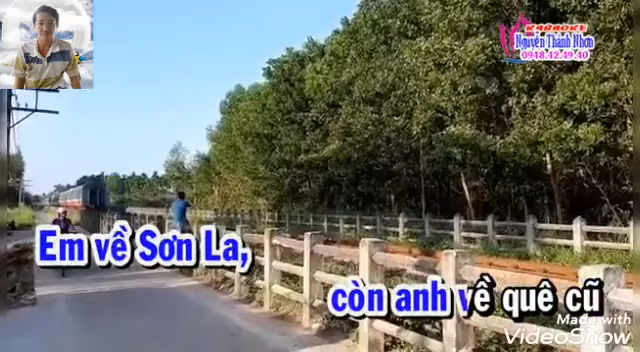 KARAOKE
Nguyễn Thành Nhơn
0948.42.49.40
Em về Sơn La,
còn anh về quê cũ
Made with
VideoShow